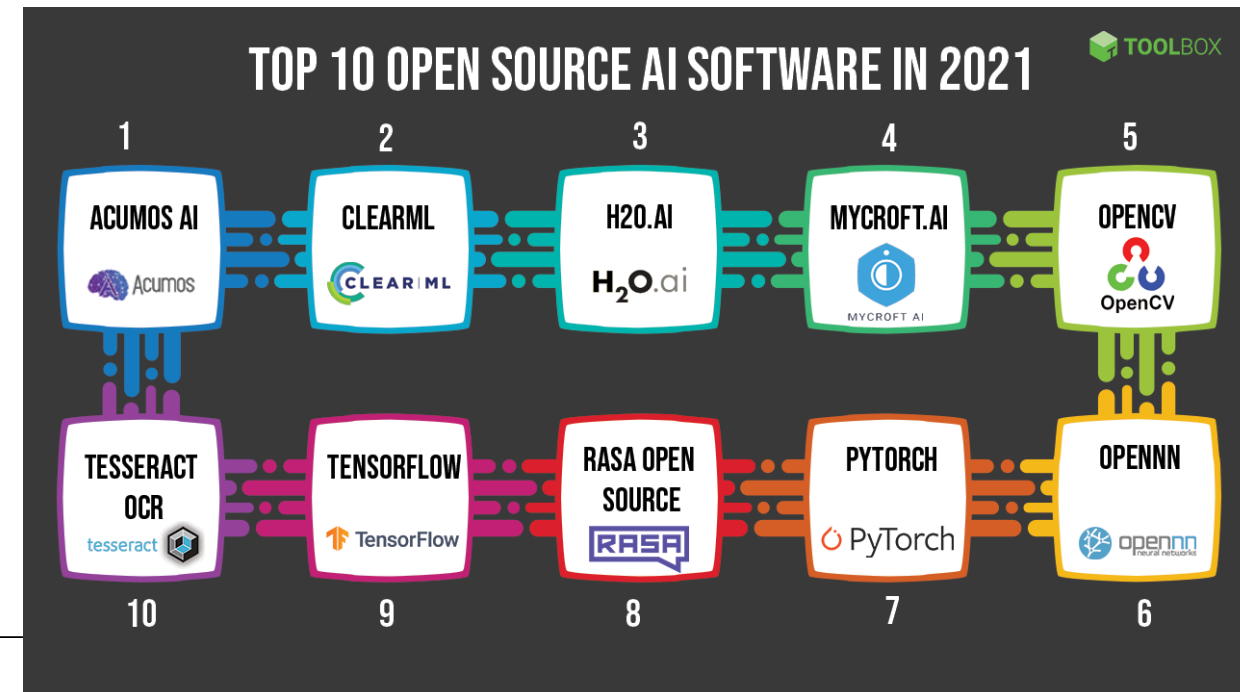 TOP 10 OPEN SOURCE AI SOFTWARE IN 2021
TOOLBOX
1
2
3
4
5
ACUMOS AI
Acumos
CLEARML
CLEAR|ML
H2O.AI
H2O.ai
MYCROFT.AI
MYCROFT AI
OPENCV
OpenCV
TESSERACT
OCR
tesseract
TENSORFLOW
TensorFlow
RASA OPEN
SOURCE
RASA
PYTORCH
PyTorch
OPENNN
opennn
neural networks
10
9
8
7
6